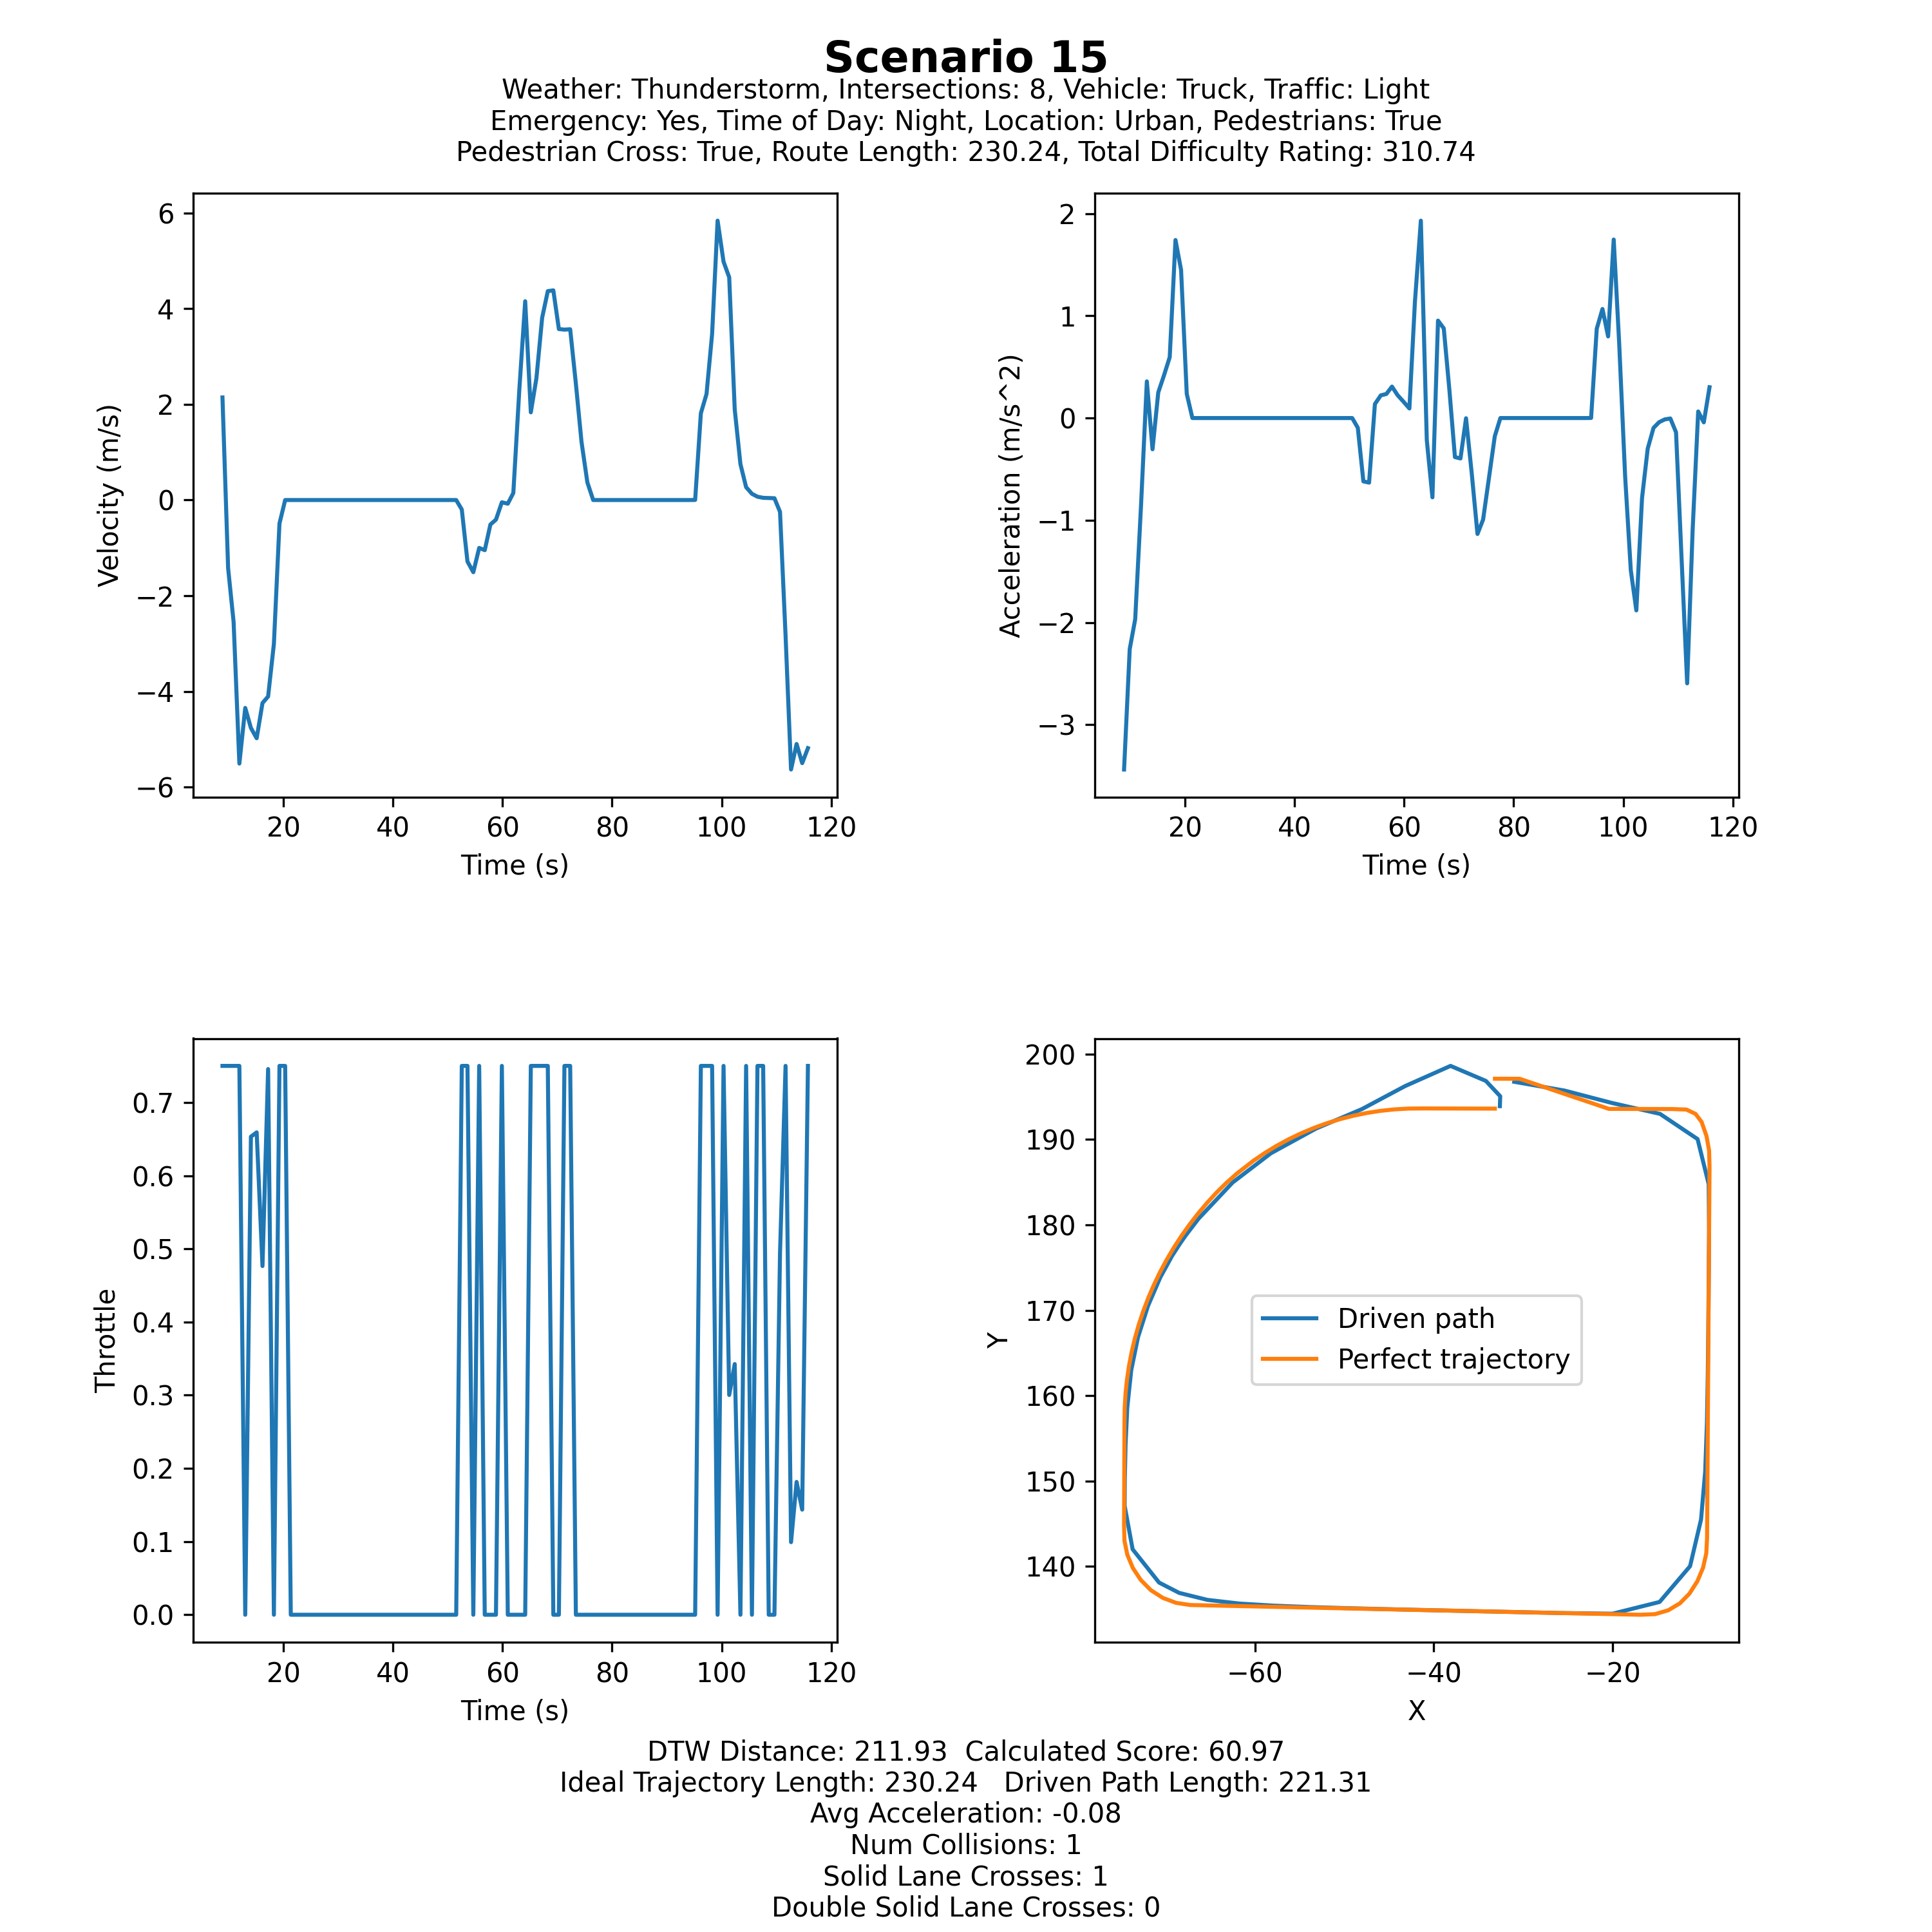 Scenario 15
Weather: Thunderstorm, Intersections: 8, Vehicle: Truck, Traffic: Light
Emergency: Yes, Time of Day: Night, Location: Urban, Pedestrians: True
Pedestrian Cross: True, Route Length: 230.24, Total Difficulty Rating: 310.74
6
4
2
0
−2
−4
−6
Velocity (m/s)
20 40 60 80 100 120
Time (s)
2
1
0
−1
−2
−3
Acceleration (m/s^2)
20 40 60 80 100 120
Time (s)
0.7
0.6
0.5
0.4
0.3
0.2
0.1
0.0
Throttle
20 40 60 80 100 120
Time (s)
200
190
180
170
160
150
140
Y
Driven path
Perfect trajectory
−60 −40 −20
X
DTW Distance: 211.93 Calculated Score: 60.97
Ideal Trajectory Length: 230.24 Driven Path Length: 221.31
Avg Acceleration: -0.08
Num Collisions: 1
Solid Lane Crosses: 1
Double Solid Lane Crosses: 0